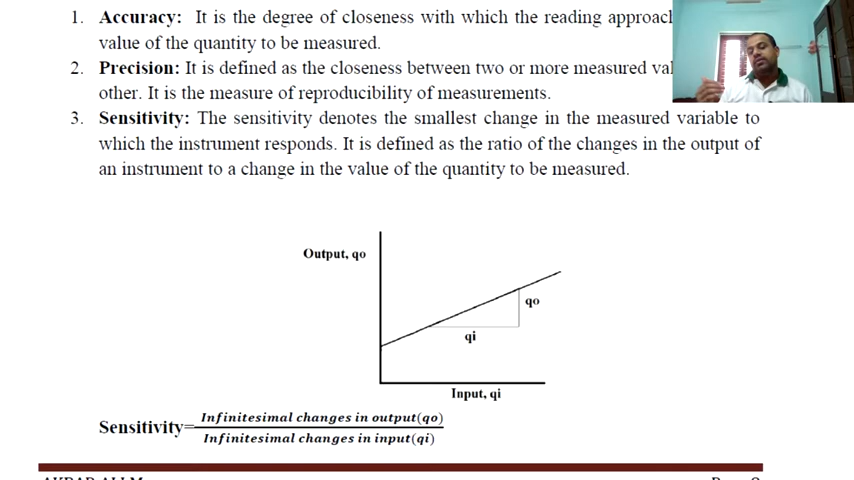 1. Accuracy: It is the degree of closeness with which the reading
value of the quantity to be measured.
2. Precision: It is defined as the closeness between two or more measured
other. It is the measure of reproducibility of measurements.
3. Sensitivity: The sensitivity denotes the smallest change in the measured variable to
which the instrument responds. It is defined as the ratio of the changes in the output of
an instrument to a change in the value of the quantity to be measured.
Output, qo
qo
qi
Input, qi
Infinitesimal changes in output(qo)
Sensitivity=
Infinitesimal changes in input(qi)